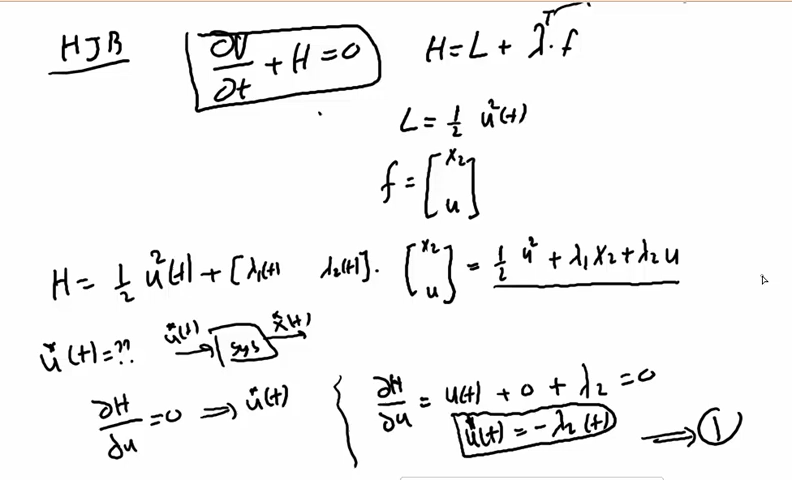 HJB ∂V/∂t + H = 0 H = L + λᵀ·f
L = 1/2 u²(t)
f = [x₂ u]
H = 1/2 u²(t) + [λ₁(t) λ₂(t)]·[x₂ u] = 1/2 u² + λ₁x₂ + λ₂u
u*(t) = ?? u*(t) → sys → x*(t)
∂H/∂u = 0 ⟹ u*(t) { ∂H/∂u = u(t) + 0 + λ₂ = 0
u*(t) = -λ₂(t) ⟹ ①